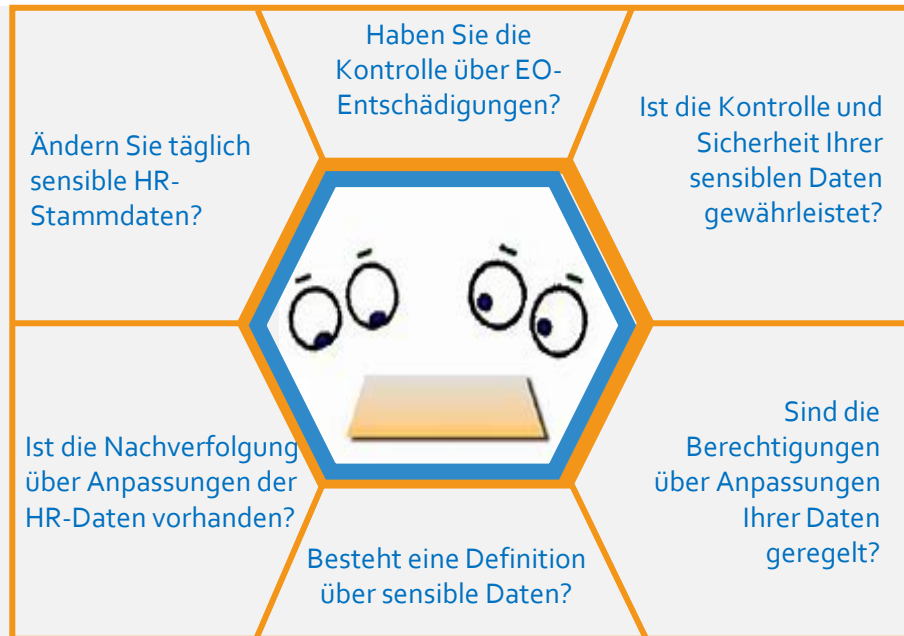 Haben Sie die
Kontrolle über EO-
Entschädigungen?
Ändern Sie täglich
sensible HR-
Stammdaten?
Ist die Kontrolle und
Sicherheit Ihrer
sensiblen Daten
gewährleistet?
Ist die Nachverfolgung
über Anpassungen der
HR-Daten vorhanden?
Sind die
Berechtigungen
über Anpassungen
Ihrer Daten
geregelt?
Besteht eine Definition
über sensible Daten?